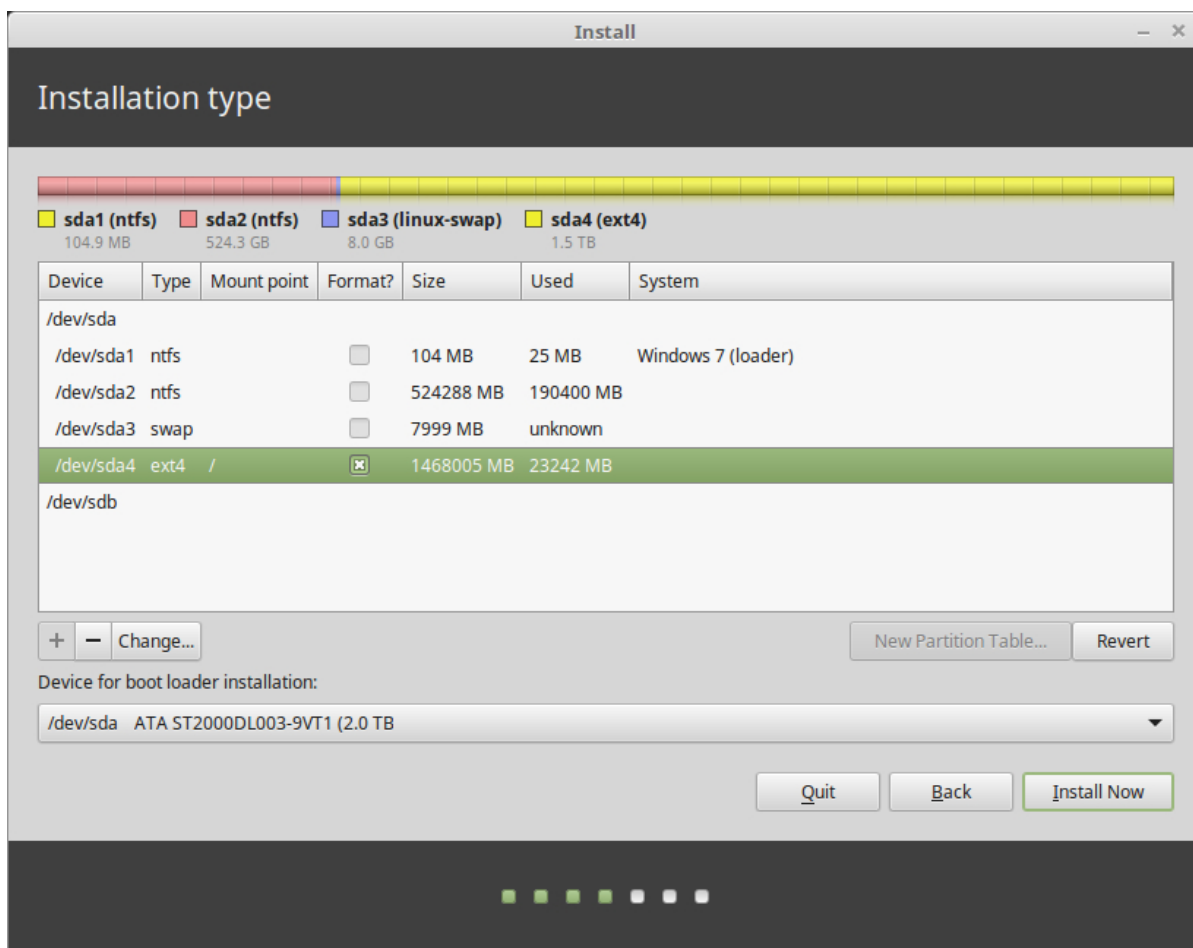 Install
Installation type
sda1 (ntfs) sda2 (ntfs) sda3 (linux-swap) sda4 (ext4)
104.9 MB 524.3 GB 8.0 GB 1.5 TB
Device Type Mount point Format? Size Used System
/dev/sda
/dev/sda1 ntfs 104 MB 25 MB Windows 7 (loader)
/dev/sda2 ntfs 524288 MB 190400 MB
/dev/sda3 swap 7999 MB unknown
/dev/sda4 ext4 / 1468005 MB 23242 MB
/dev/sdb
+ − Change... New Partition Table... Revert
Device for boot loader installation:
/dev/sda ATA ST2000DL003-9VT1 (2.0 TB
Quit Back Install Now